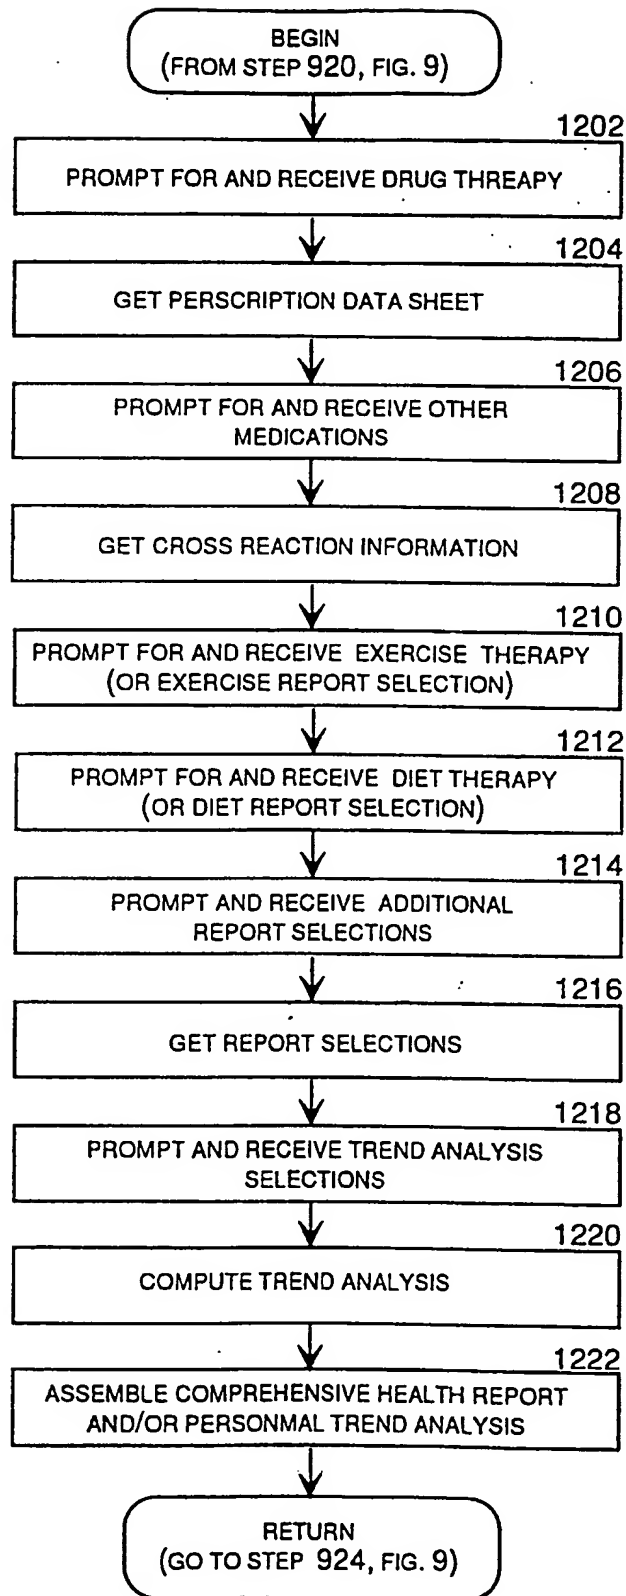 BEGIN
(FROM STEP 920, FIG. 9)
1202
PROMPT FOR AND RECEIVE DRUG THREAPY
1204
GET PERSCRIPTION DATA SHEET
1206
PROMPT FOR AND RECEIVE OTHER
MEDICATIONS
1208
GET CROSS REACTION INFORMATION
1210
PROMPT FOR AND RECEIVE EXERCISE THERAPY
(OR EXERCISE REPORT SELECTION)
1212
PROMPT FOR AND RECEIVE DIET THERAPY
(OR DIET REPORT SELECTION)
1214
PROMPT AND RECEIVE ADDITIONAL
REPORT SELECTIONS
1216
GET REPORT SELECTIONS
1218
PROMPT AND RECEIVE TREND ANALYSIS
SELECTIONS
1220
COMPUTE TREND ANALYSIS
1222
ASSEMBLE COMPREHENSIVE HEALTH REPORT
AND/OR PERSONMAL TREND ANALYSIS
RETURN
(GO TO STEP 924, FIG. 9)